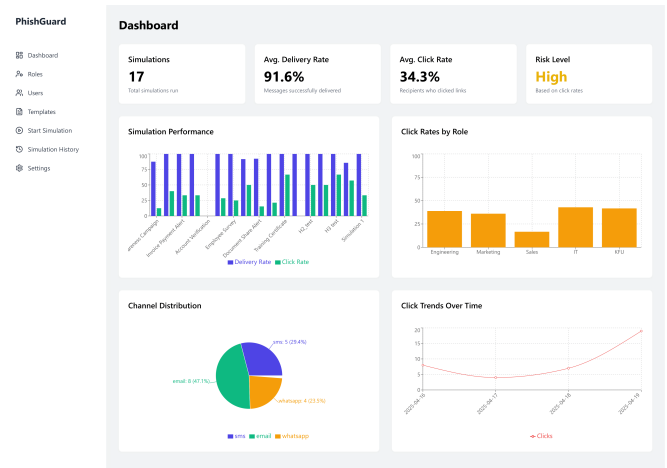 PhishGuard
Dashboard
Roles
Users
Templates
Start Simulation
Simulation History
Settings
Dashboard
Simulations
17
Total simulations run
Avg. Delivery Rate
91.6%
Messages successfully delivered
Avg. Click Rate
34.3%
Recipients who clicked links
Risk Level
High
Based on click rates
Simulation Performance
100
75
50
25
0
Campaign
Invoice Payment Alert
Account Verification
Employee Survey
Document Share Alert
Training Certificate
H2_test
H3 test
Simulation 1
Delivery Rate
Click Rate
Click Rates by Role
100
75
50
25
0
Engineering
Marketing
Sales
IT
KFU
Channel Distribution
sms: 5 (29.4%)
email: 8 (47.1%)
whatsapp: 4 (23.5%)
sms
email
whatsapp
Click Trends Over Time
20
15
10
5
0
2025-04-16
2025-04-17
2025-04-18
2025-04-19
Clicks